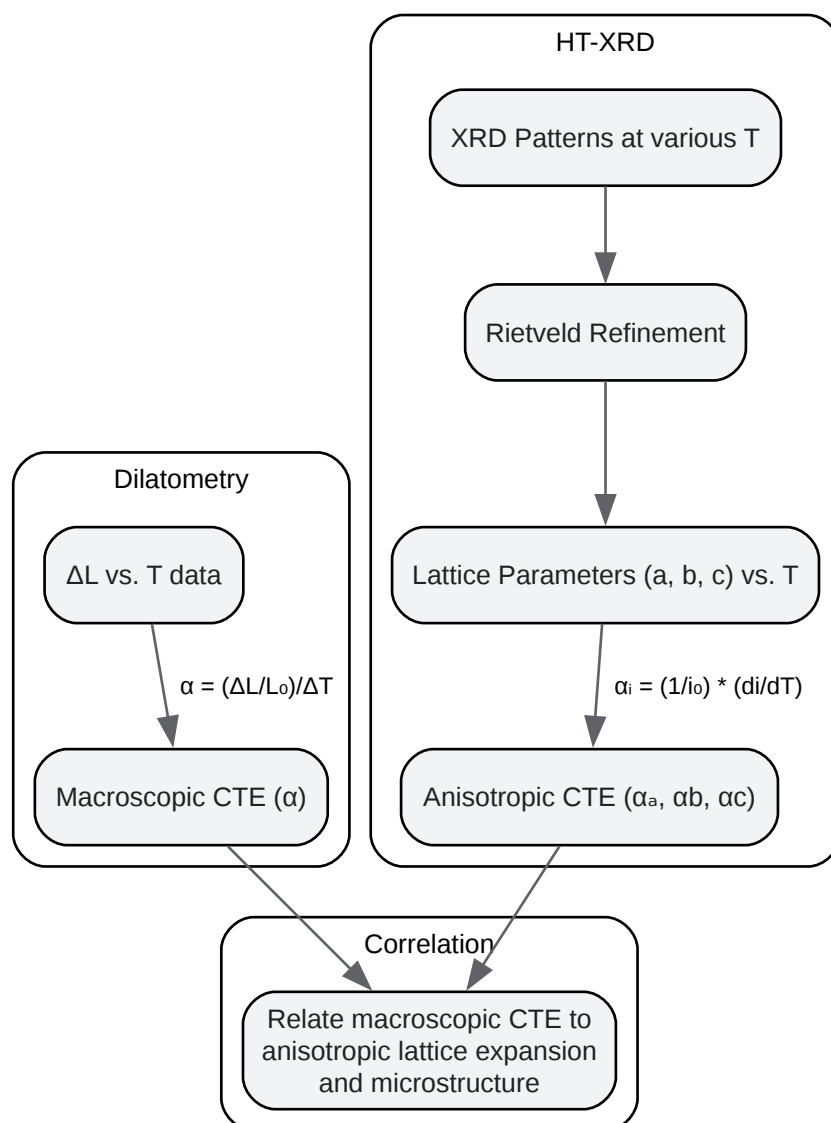 HT-XRD
XRD Patterns at various T
Rietveld Refinement
Lattice Parameters (a, b, c) vs. T
αᵢ = (1/i₀) * (di/dT)
Anisotropic CTE (αₐ, αb, αc)
Dilatometry
ΔL vs. T data
α = (ΔL/L₀)/ΔT
Macroscopic CTE (α)
Correlation
Relate macroscopic CTE to
anisotropic lattice expansion
and microstructure